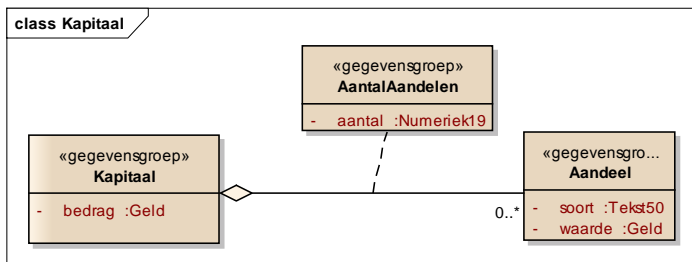 class Kapitaal
«gegevensgroep»
AantalAandelen
- aantal :Numeriek19
«gegevensgroep»
Kapitaal
- bedrag :Geld
«gegevensgro...
Aandeel
- soort :Tekst50
- waarde :Geld
0..*